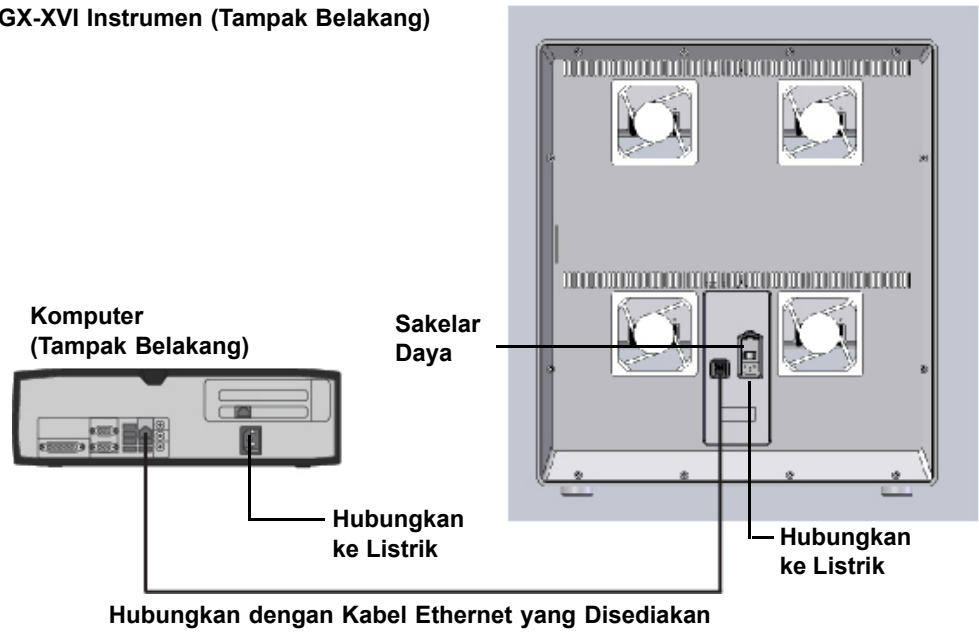 GX-XVI Instrumen (Tampak Belakang)
Komputer
(Tampak Belakang)
Sakelar
Daya
Hubungkan
ke Listrik
Hubungkan
ke Listrik
Hubungkan dengan Kabel Ethernet yang Disediakan